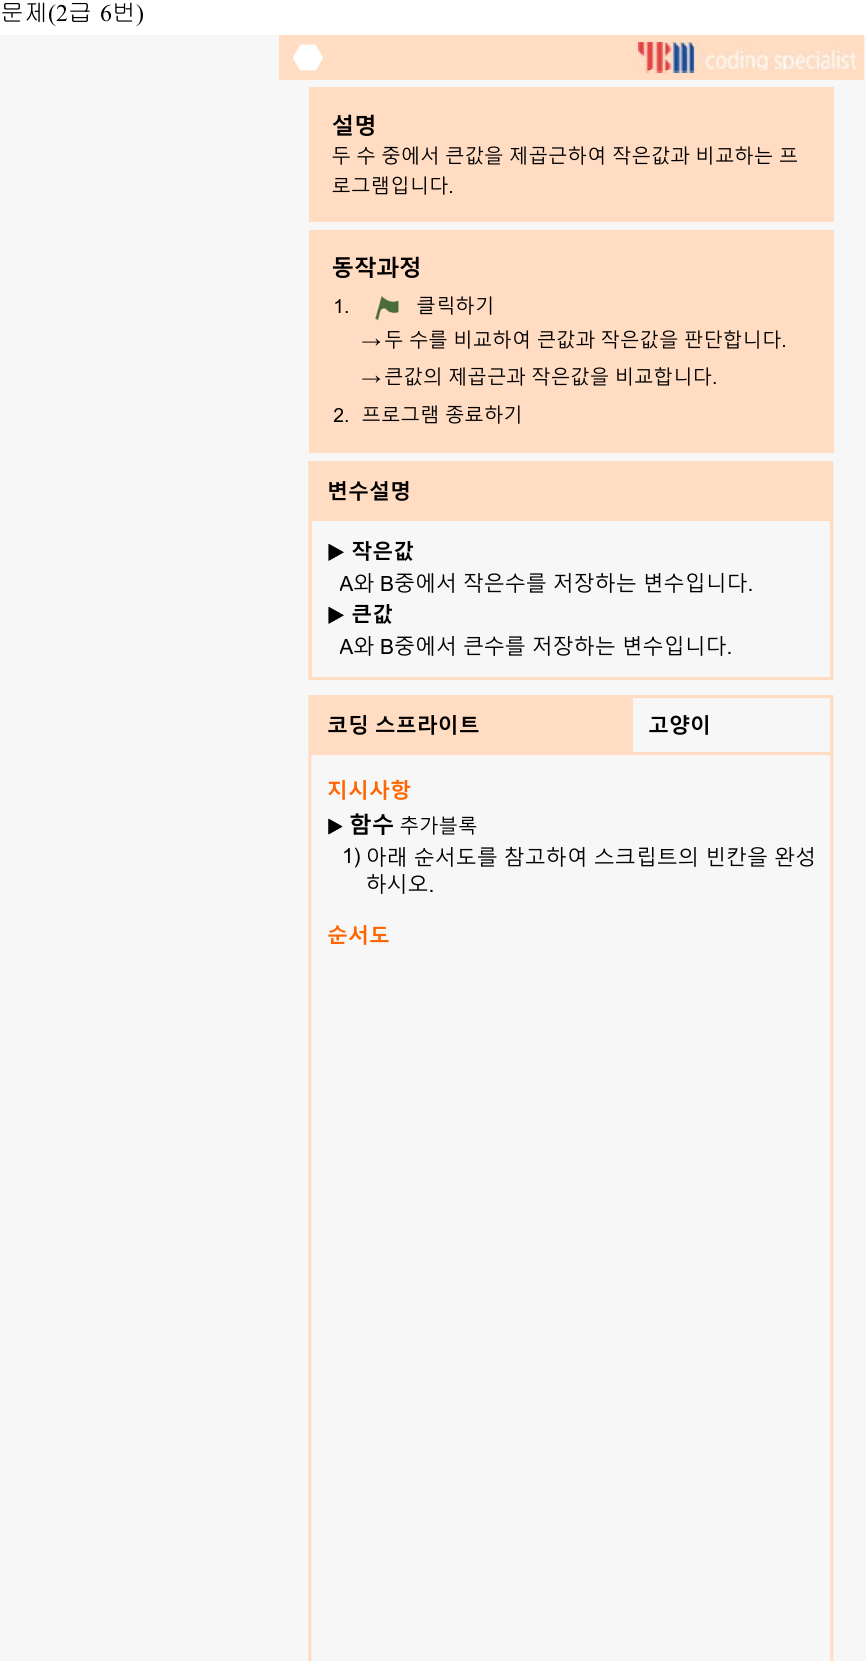 문제(2급 6번)
YBM coding specialist
설명
두 수 중에서 큰값을 제곱근하여 작은값과 비교하는 프
로그램입니다.
동작과정
1. 클릭하기
→두 수를 비교하여 큰값과 작은값을 판단합니다.
→큰값의 제곱근과 작은값을 비교합니다.
2. 프로그램 종료하기
변수설명
▶ 작은값
A와 B중에서 작은수를 저장하는 변수입니다.
▶ 큰값
A와 B중에서 큰수를 저장하는 변수입니다.
코딩 스프라이트 고양이
지시사항
▶ 함수 추가블록
1) 아래 순서도를 참고하여 스크립트의 빈칸을 완성
하시오.
순서도